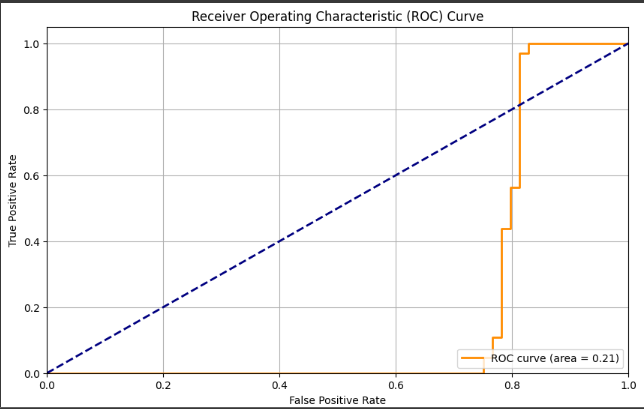 Receiver Operating Characteristic (ROC) Curve
1.0
0.8
0.6
0.4
0.2
0.0
True Positive Rate
ROC curve (area = 0.21)
0.0 0.2 0.4 0.6 0.8 1.0
False Positive Rate